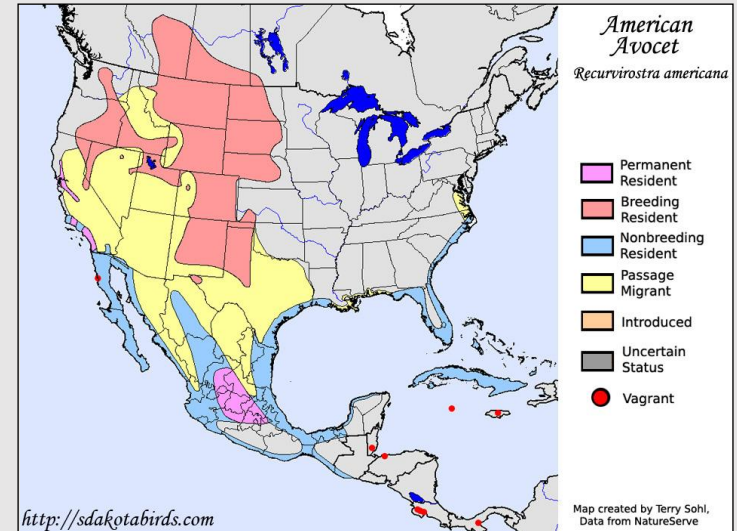 American
Avocet
Recurvirostra americana
Permanent
Resident
Breeding
Resident
Nonbreeding
Resident
Passage
Migrant
Introduced
Uncertain
Status
Vagrant
Map created by Terry Sohl,
Data from NatureServe
http://sdakotabirds.com